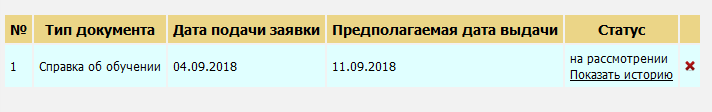 № Тип документа Дата подачи заявки Предполагаемая дата выдачи Статус
1 Справка об обучении 04.09.2018 11.09.2018 на рассмотрении
Показать историю